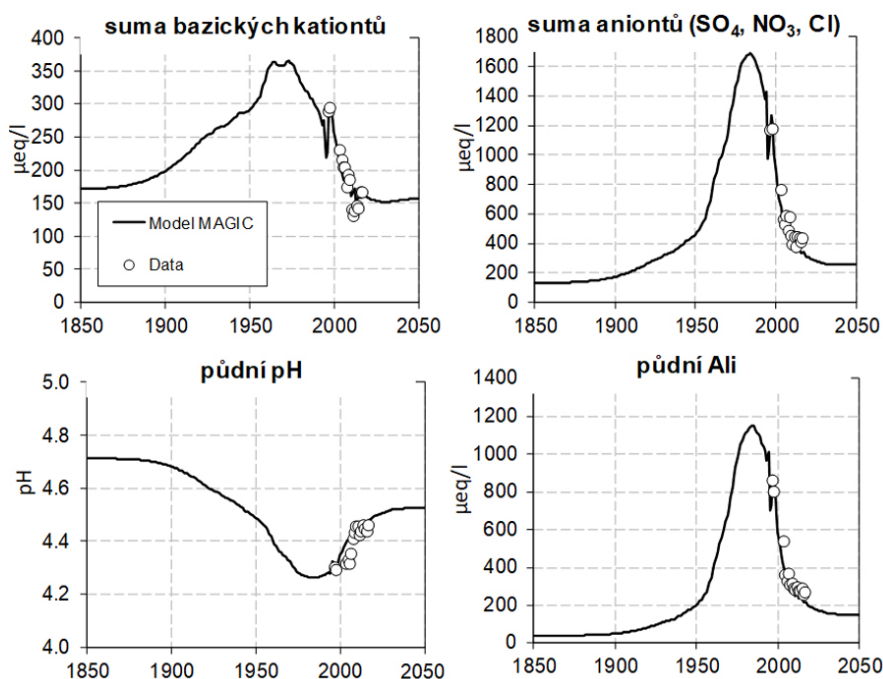 suma bazických kationtů
400
350
300
250
200
150
100
50
0
µeq/l
Model MAGIC
Data
1850 1900 1950 2000 2050
suma aniontů (SO₄, NO₃, Cl)
1800
1600
1400
1200
1000
800
600
400
200
0
µeq/l
1850 1900 1950 2000 2050
půdní pH
5.0
4.8
4.6
4.4
4.2
4.0
pH
1850 1900 1950 2000 2050
půdní Ali
1400
1200
1000
800
600
400
200
0
µeq/l
1850 1900 1950 2000 2050